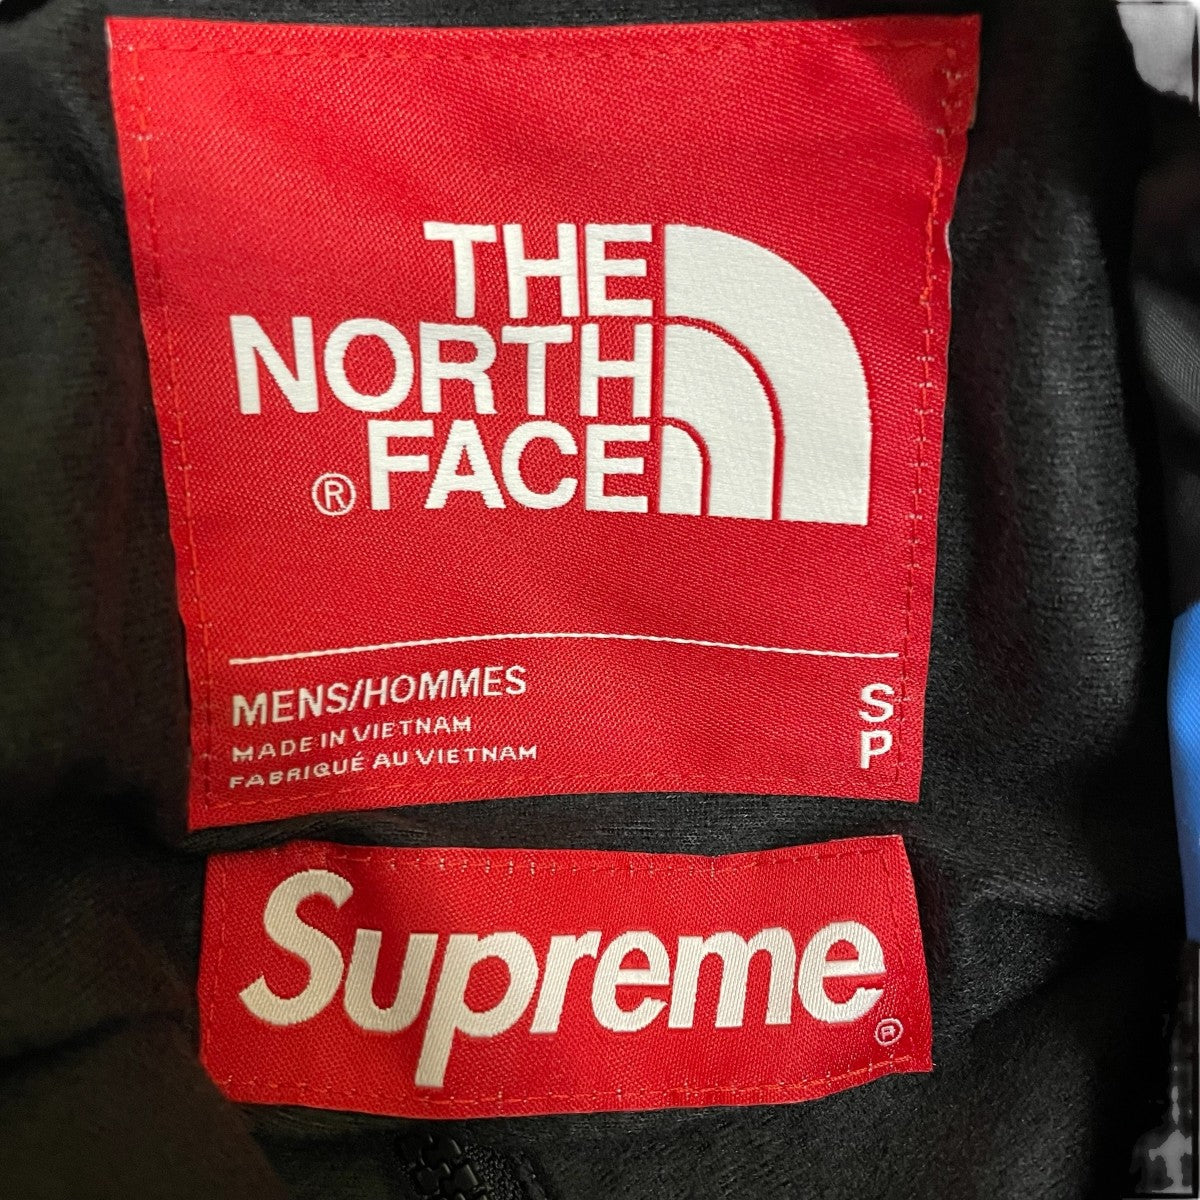 THE
NORTH
® FACE
MENS/HOMMES S
MADE IN VIETNAM P
FABRIQUÉ AU VIETNAM
Supreme ®